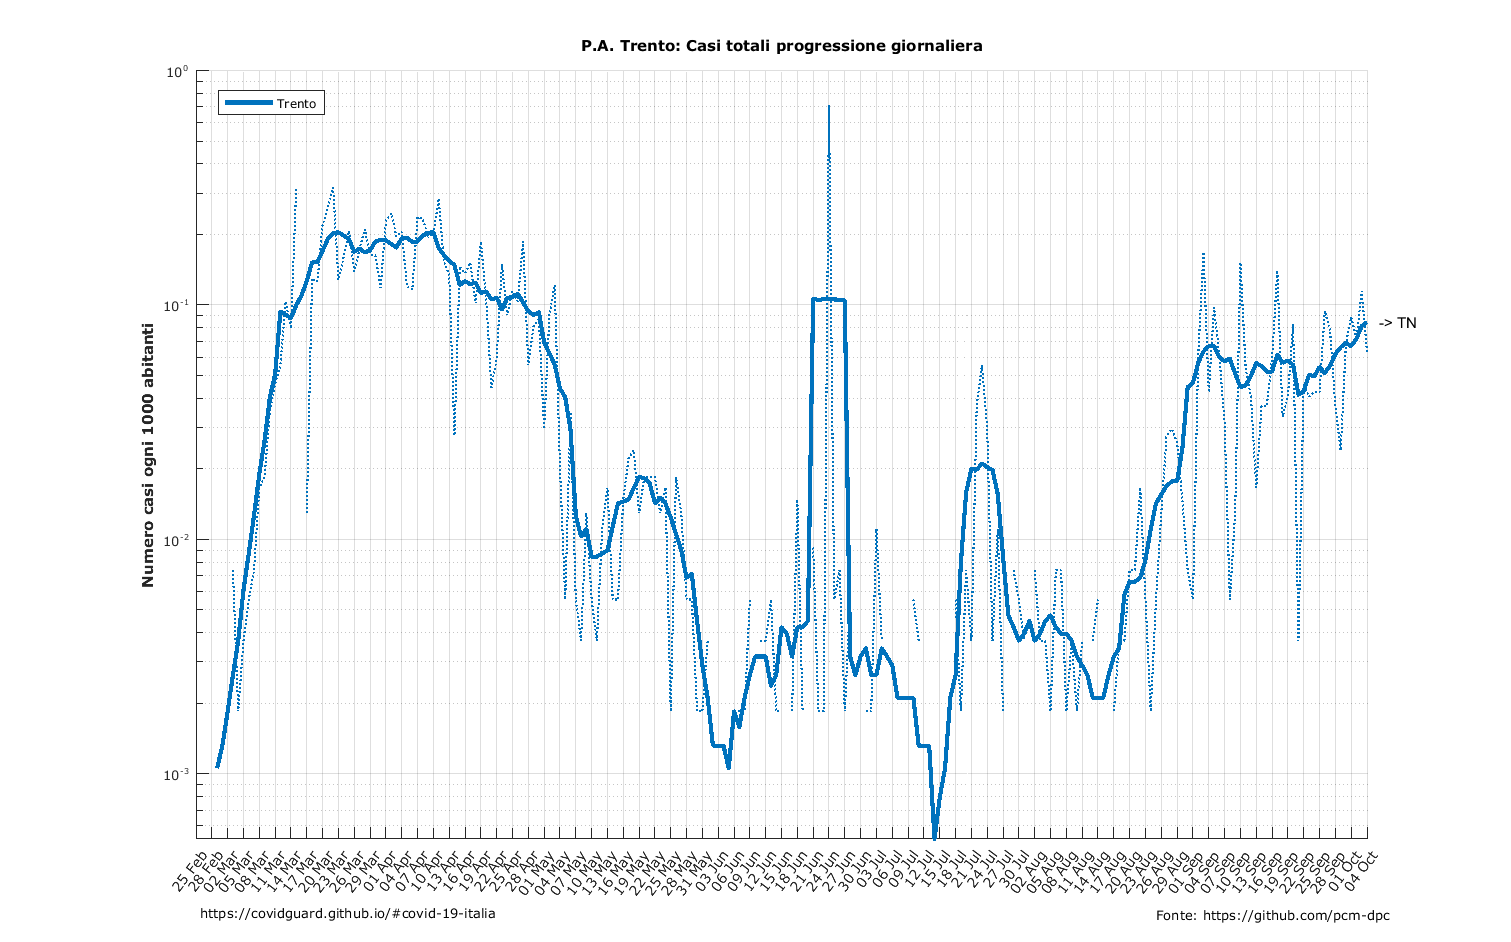 P.A. Trento: Casi totali progressione giornaliera
10⁰
10⁻¹
10⁻²
10⁻³
Numero casi ogni 1000 abitanti
Trento
-> TN
25 Feb
28 Feb
02 Mar
05 Mar
08 Mar
11 Mar
14 Mar
17 Mar
20 Mar
23 Mar
26 Mar
29 Mar
01 Apr
04 Apr
07 Apr
10 Apr
13 Apr
16 Apr
19 Apr
22 Apr
25 Apr
28 Apr
01 May
04 May
07 May
10 May
13 May
16 May
19 May
22 May
25 May
28 May
31 May
03 Jun
06 Jun
09 Jun
12 Jun
15 Jun
18 Jun
21 Jun
24 Jun
27 Jun
30 Jun
03 Jul
06 Jul
09 Jul
12 Jul
15 Jul
18 Jul
21 Jul
24 Jul
27 Jul
30 Jul
02 Aug
05 Aug
08 Aug
11 Aug
14 Aug
17 Aug
20 Aug
23 Aug
26 Aug
29 Aug
01 Sep
04 Sep
07 Sep
10 Sep
13 Sep
16 Sep
19 Sep
22 Sep
25 Sep
28 Sep
01 Oct
04 Oct
https://covidguard.github.io/#covid-19-italia
Fonte: https://github.com/pcm-dpc